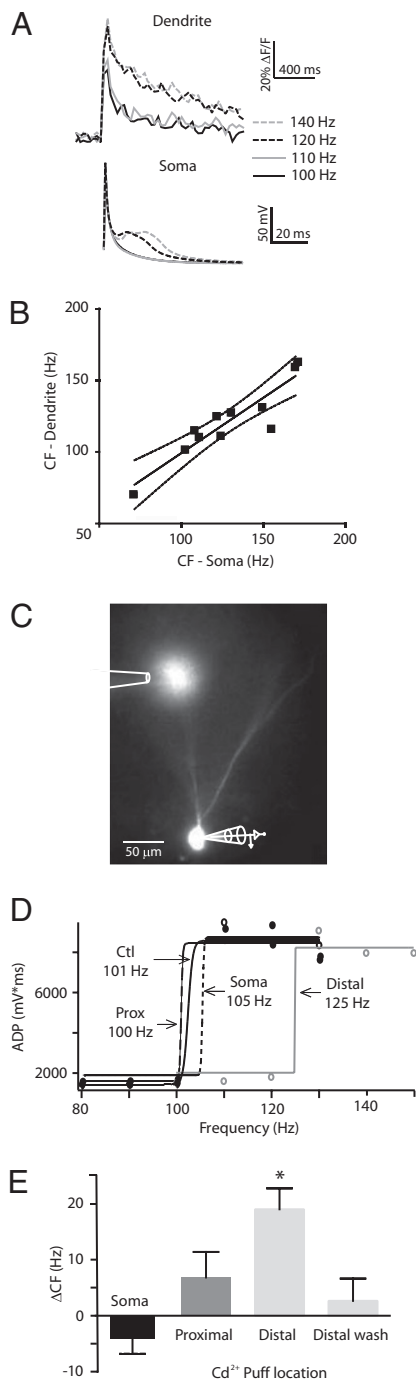 A
Dendrite
20% ΔF/F
400 ms
140 Hz
120 Hz
110 Hz
100 Hz
Soma
50 mV
20 ms
B
CF - Dendrite (Hz)
200
150
100
50
100
150
200
CF - Soma (Hz)
C
50 μm
D
ADP (mV*ms)
6000
2000
Ctl
101 Hz
Prox
100 Hz
Soma
105 Hz
Distal
125 Hz
80
100
120
140
Frequency (Hz)
E
ΔCF (Hz)
20
10
0
-10
Soma
Proximal
*
Distal
Distal wash
Cd²⁺ Puff location